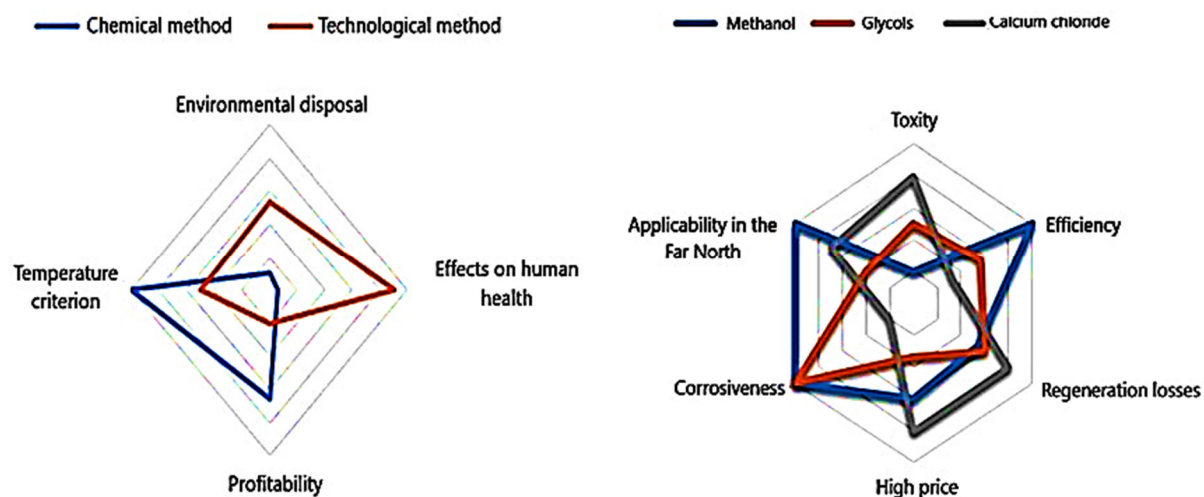 Chemical method
Technological method
Environmental disposal
Temperature
criterion
Effects on human
health
Profitability
Methanol
Glycols
Calcium chloride
Toxity
Applicability in the
Far North
Efficiency
Corrosiveness
Regeneration losses
High price